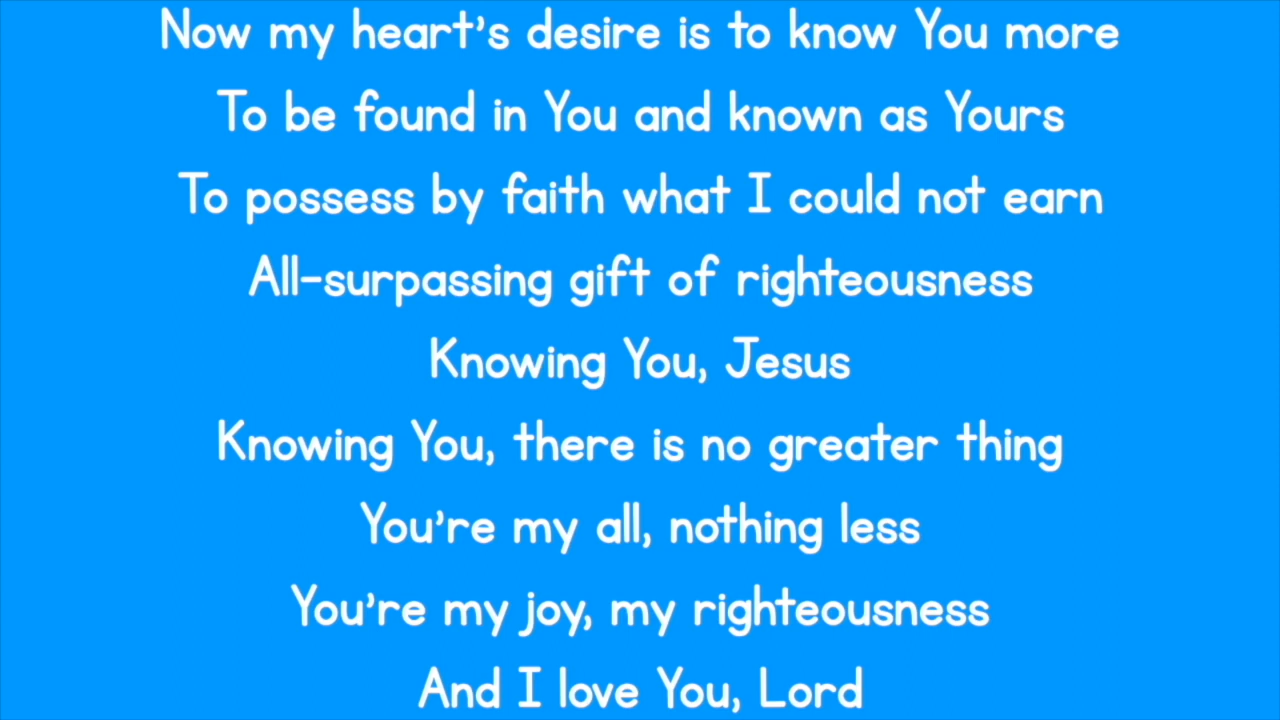 Now my heart's desire is to know You more
To be found in You and known as Yours
To possess by faith what I could not earn
All-surpassing gift of righteousness
Knowing You, Jesus
Knowing You, there is no greater thing
You're my all, nothing less
You're my joy, my righteousness
And I love You, Lord